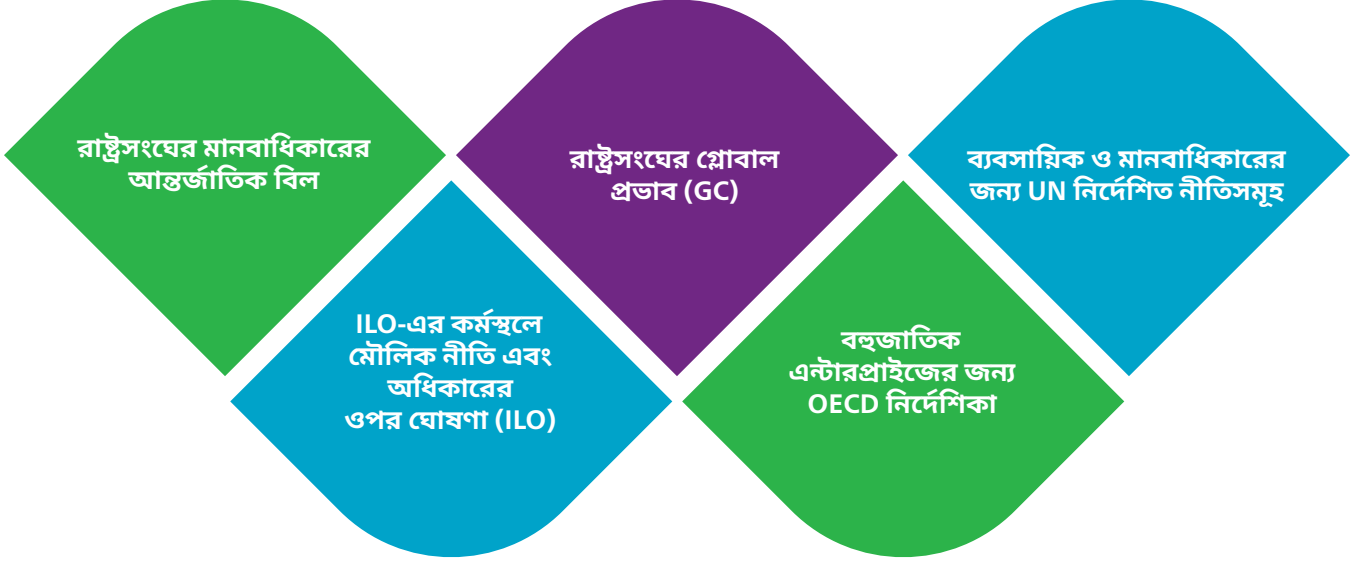 রাষ্ট্রসংঘের মানবাধিকারের
আন্তর্জাতিক বিল
রাষ্ট্রসংঘের গ্লোবাল
প্রভাব (GC)
ব্যবসায়িক ও মানবাধিকারের
জন্য UN নির্দেশিত নীতিসমূহ
ILO-এর কর্মস্থলে
মৌলিক নীতি এবং
অধিকারের
ওপর ঘোষণা (ILO)
বহুজাতিক
এন্টারপ্রাইজের জন্য
OECD নির্দেশিকা